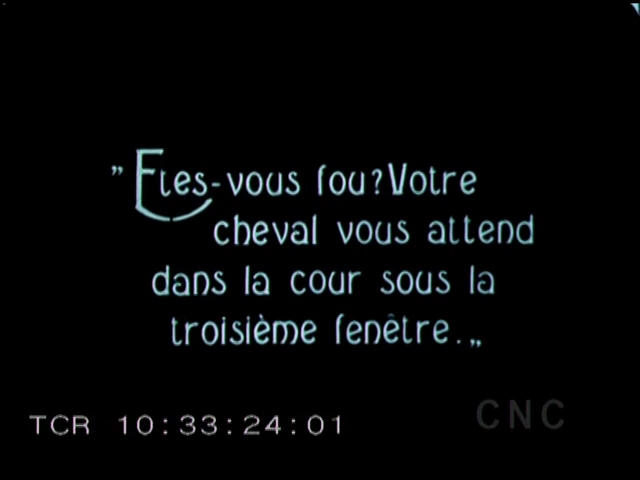 „Etes-vous fou? Votre
cheval vous attend
dans la cour sous la
troisième fenêtre.„
TCR 10:33:24:01
CNC